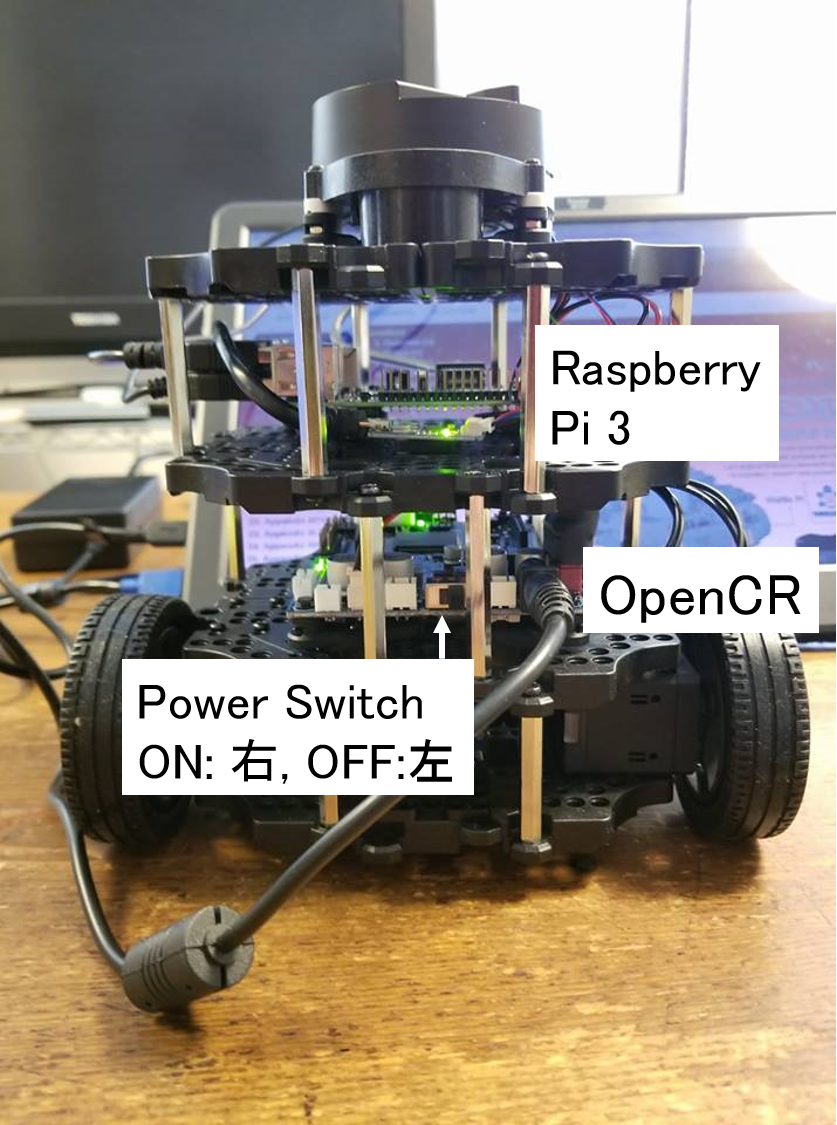 Raspberry
Pi 3
OpenCR
Power Switch
ON: 右, OFF:左